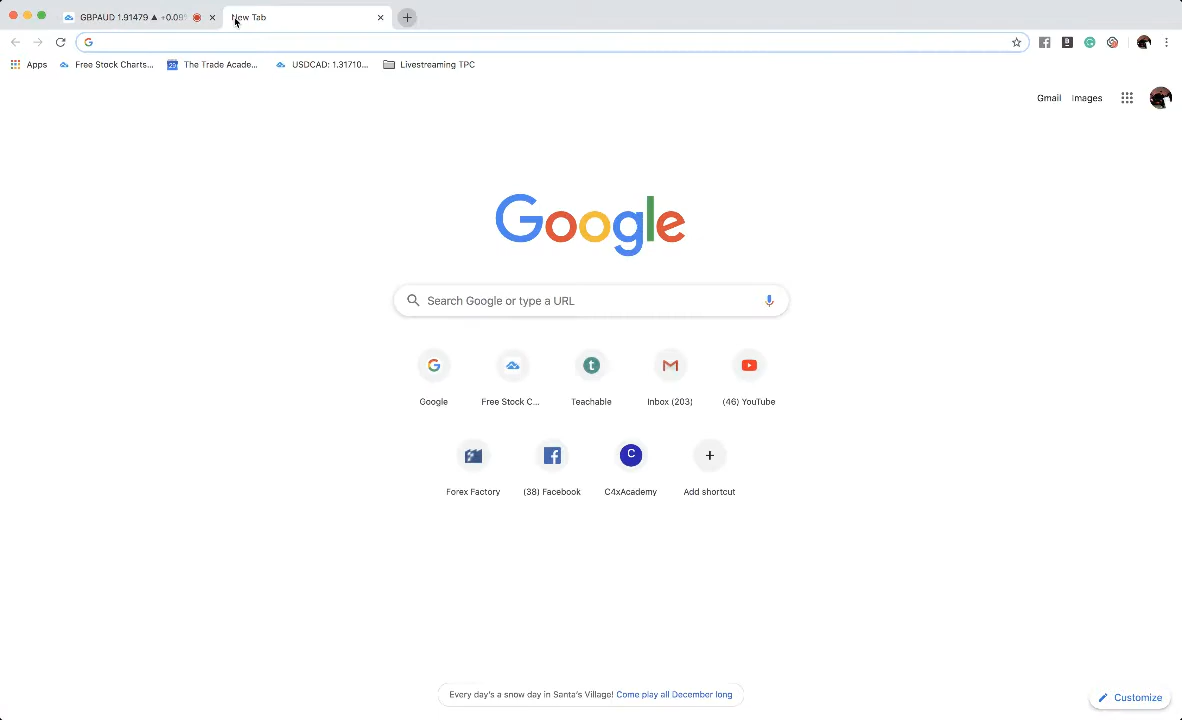 GBPAUD 1.91479 ▲ +0.09
New Tab
Apps
Free Stock Charts...
The Trade Acade...
USDCAD: 1.31710...
Livestreaming TPC
Gmail
Images
Google
Search Google or type a URL
Google
Free Stock C...
Teachable
Inbox (203)
(46) YouTube
Forex Factory
(38) Facebook
C
C4xAcademy
Add shortcut
Every day's a snow day in Santa's Village! Come play all December long
Customize